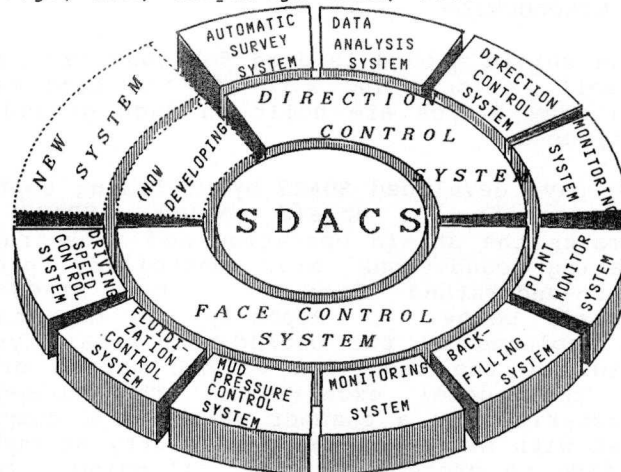 AUTOMATIC
SURVEY
SYSTEM
DATA
ANALYSIS
SYSTEM
DIRECTION
CONTROL
SYSTEM
MONITORING
SYSTEM
NEW
SYSTEM
(NOW
DEVELOPING
DIRECTION
CONTROL
SYSTEM
SDACS
FACE CONTROL
SYSTEM
DRIVING
SPEED
CONTROL
SYSTEM
FLUIDI-
ZATION
CONTROL
SYSTEM
MUD
PRESSURE
CONTROL
SYSTEM
MONITORING
SYSTEM
BACK-
FILLING
SYSTEM
PLANT
MONITOR
SYSTEM